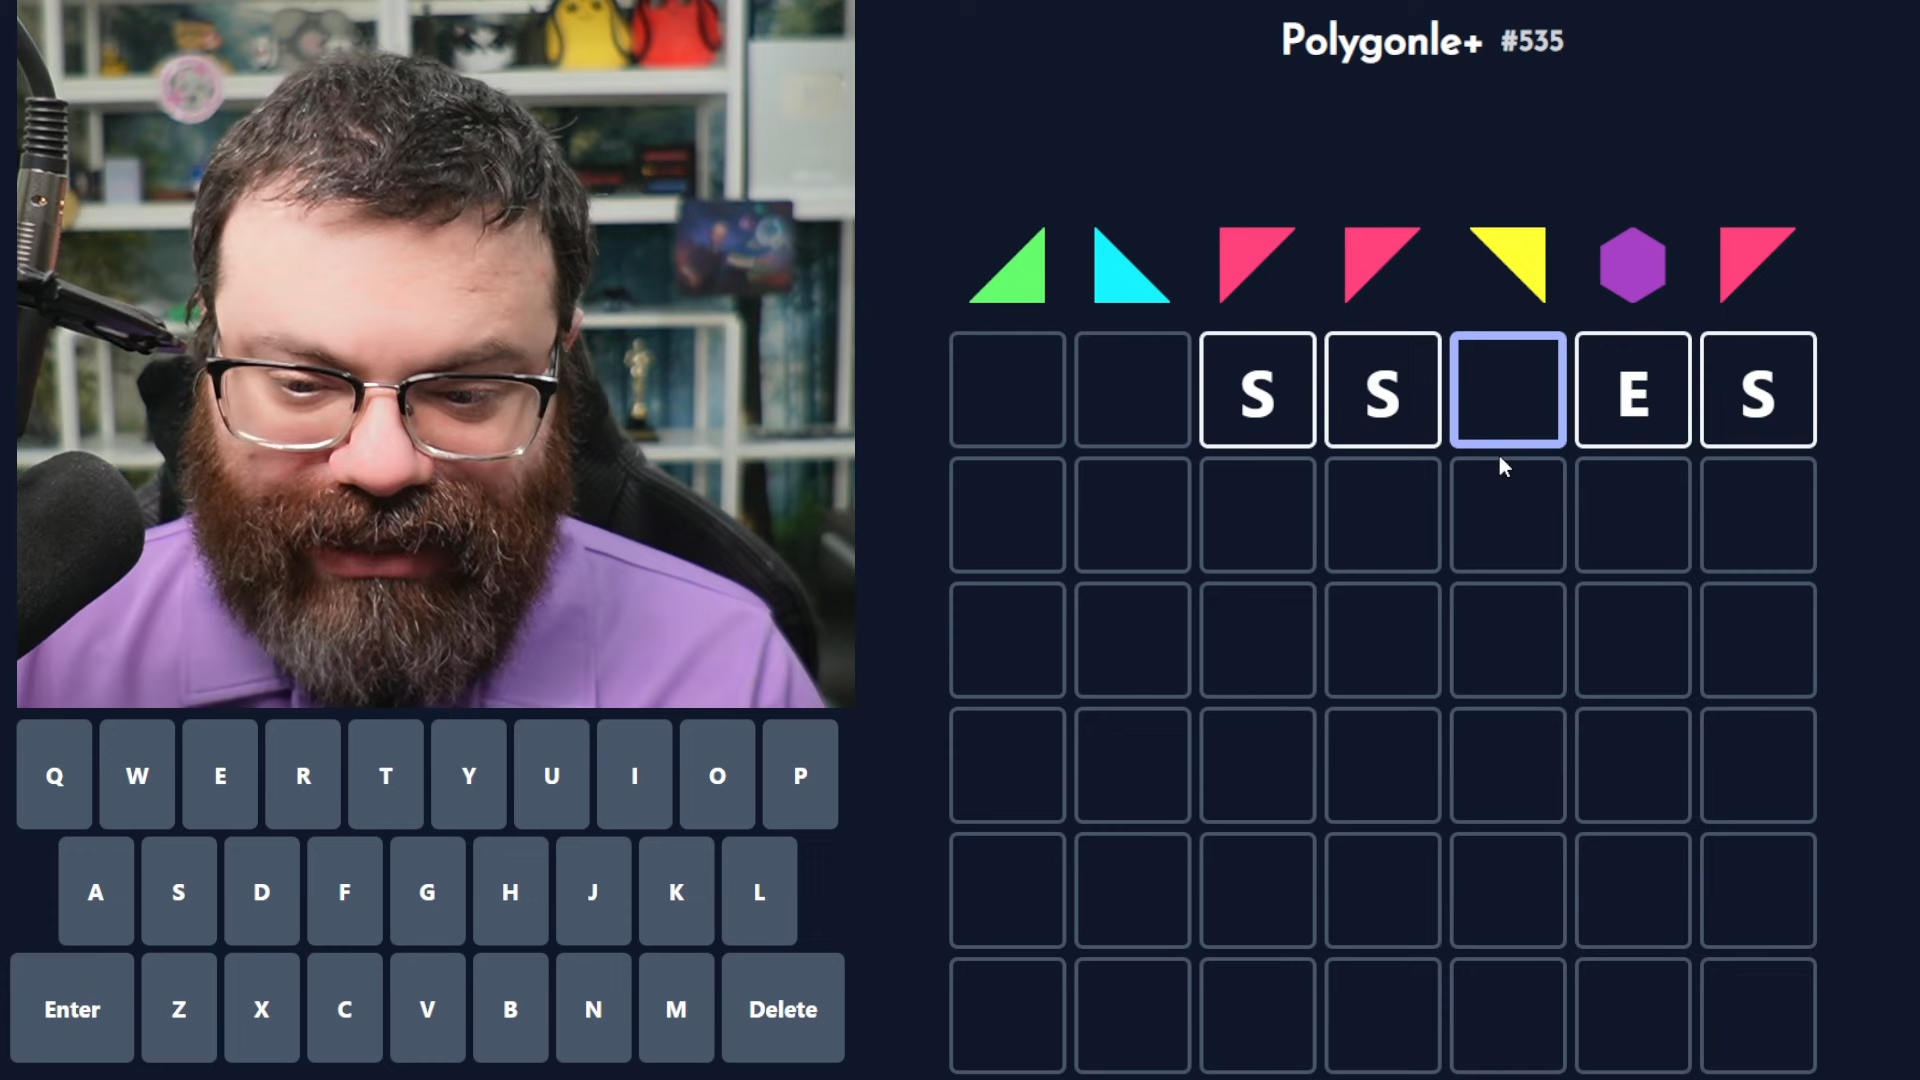 Polygonle+ #535
S S E S
Q W E R T Y U I O P
A S D F G H J K L
Enter Z X C V B N M Delete